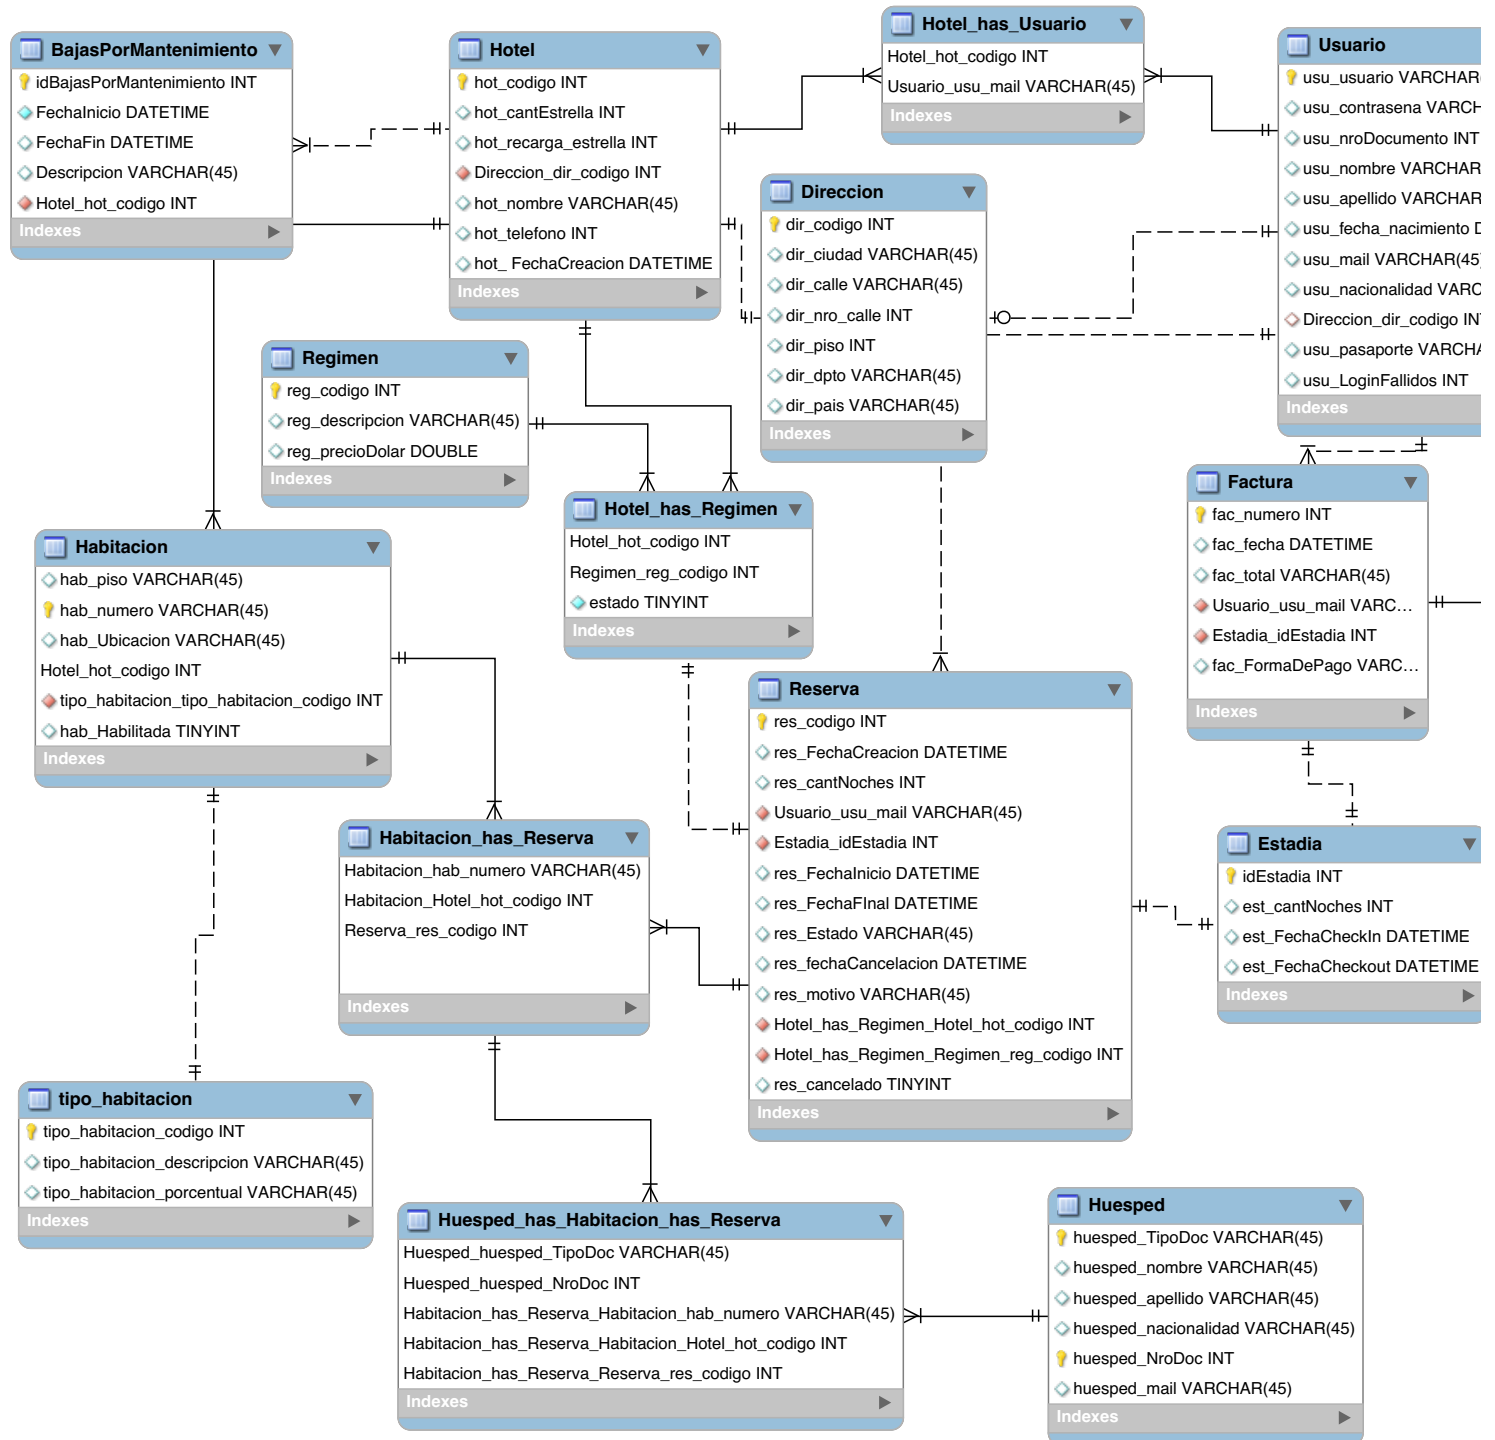 BajasPorMantenimiento
idBajasPorMantenimiento INT
FechaInicio DATETIME
FechaFin DATETIME
Descripcion VARCHAR(45)
Hotel_hot_codigo INT
Indexes
Hotel
hot_codigo INT
hot_cantEstrella INT
hot_recarga_estrella INT
Direccion_dir_codigo INT
hot_nombre VARCHAR(45)
hot_telefono INT
hot_ FechaCreacion DATETIME
Indexes
Hotel_has_Usuario
Hotel_hot_codigo INT
Usuario_usu_mail VARCHAR(45)
Indexes
Usuario
usu_usuario VARCHAR(
usu_contrasena VARCH
usu_nroDocumento INT
usu_nombre VARCHAR
usu_apellido VARCHAR
usu_fecha_nacimiento D
usu_mail VARCHAR(45)
usu_nacionalidad VARC
Direccion_dir_codigo INT
usu_pasaporte VARCHA
usu_LoginFallidos INT
Indexes
Direccion
dir_codigo INT
dir_ciudad VARCHAR(45)
dir_calle VARCHAR(45)
dir_nro_calle INT
dir_piso INT
dir_dpto VARCHAR(45)
dir_pais VARCHAR(45)
Indexes
Regimen
reg_codigo INT
reg_descripcion VARCHAR(45)
reg_precioDolar DOUBLE
Indexes
Hotel_has_Regimen
Hotel_hot_codigo INT
Regimen_reg_codigo INT
estado TINYINT
Indexes
Factura
fac_numero INT
fac_fecha DATETIME
fac_total VARCHAR(45)
Usuario_usu_mail VARC...
Estadia_idEstadia INT
fac_FormaDePago VARC...
Indexes
Habitacion
hab_piso VARCHAR(45)
hab_numero VARCHAR(45)
hab_Ubicacion VARCHAR(45)
Hotel_hot_codigo INT
tipo_habitacion_tipo_habitacion_codigo INT
hab_Habilitada TINYINT
Indexes
Reserva
res_codigo INT
res_FechaCreacion DATETIME
res_cantNoches INT
Usuario_usu_mail VARCHAR(45)
Estadia_idEstadia INT
res_FechaInicio DATETIME
res_FechaFInal DATETIME
res_Estado VARCHAR(45)
res_fechaCancelacion DATETIME
res_motivo VARCHAR(45)
Hotel_has_Regimen_Hotel_hot_codigo INT
Hotel_has_Regimen_Regimen_reg_codigo INT
res_cancelado TINYINT
Indexes
Habitacion_has_Reserva
Habitacion_hab_numero VARCHAR(45)
Habitacion_Hotel_hot_codigo INT
Reserva_res_codigo INT
Indexes
Estadia
idEstadia INT
est_cantNoches INT
est_FechaCheckIn DATETIME
est_FechaCheckout DATETIME
Indexes
tipo_habitacion
tipo_habitacion_codigo INT
tipo_habitacion_descripcion VARCHAR(45)
tipo_habitacion_porcentual VARCHAR(45)
Indexes
Huesped_has_Habitacion_has_Reserva
Huesped_huesped_TipoDoc VARCHAR(45)
Huesped_huesped_NroDoc INT
Habitacion_has_Reserva_Habitacion_hab_numero VARCHAR(45)
Habitacion_has_Reserva_Habitacion_Hotel_hot_codigo INT
Habitacion_has_Reserva_Reserva_res_codigo INT
Indexes
Huesped
huesped_TipoDoc VARCHAR(45)
huesped_nombre VARCHAR(45)
huesped_apellido VARCHAR(45)
huesped_nacionalidad VARCHAR(45)
huesped_NroDoc INT
huesped_mail VARCHAR(45)
Indexes